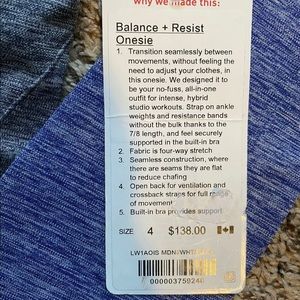 why we made this:
Balance + Resist
Onesie
1. Transition seamlessly between
movements, without feeling the
need to adjust your clothes, in
this onesie. We designed it to
be your no-fuss, all-in-one
outfit for intense, hybrid
studio workouts. Strap on ankle
weights and resistance bands
without the bulk thanks to the
7/8 length, and feel securely
supported in the built-in bra
2. Fabric is four-way stretch
3. Seamless construction, where
there are seams they are flat
to reduce chafing
4. Open back for ventilation and
crossback straps for full range
of movement
5. Built-in bra provides support
SIZE 4 $138.00
LW1AOIS
000003759240